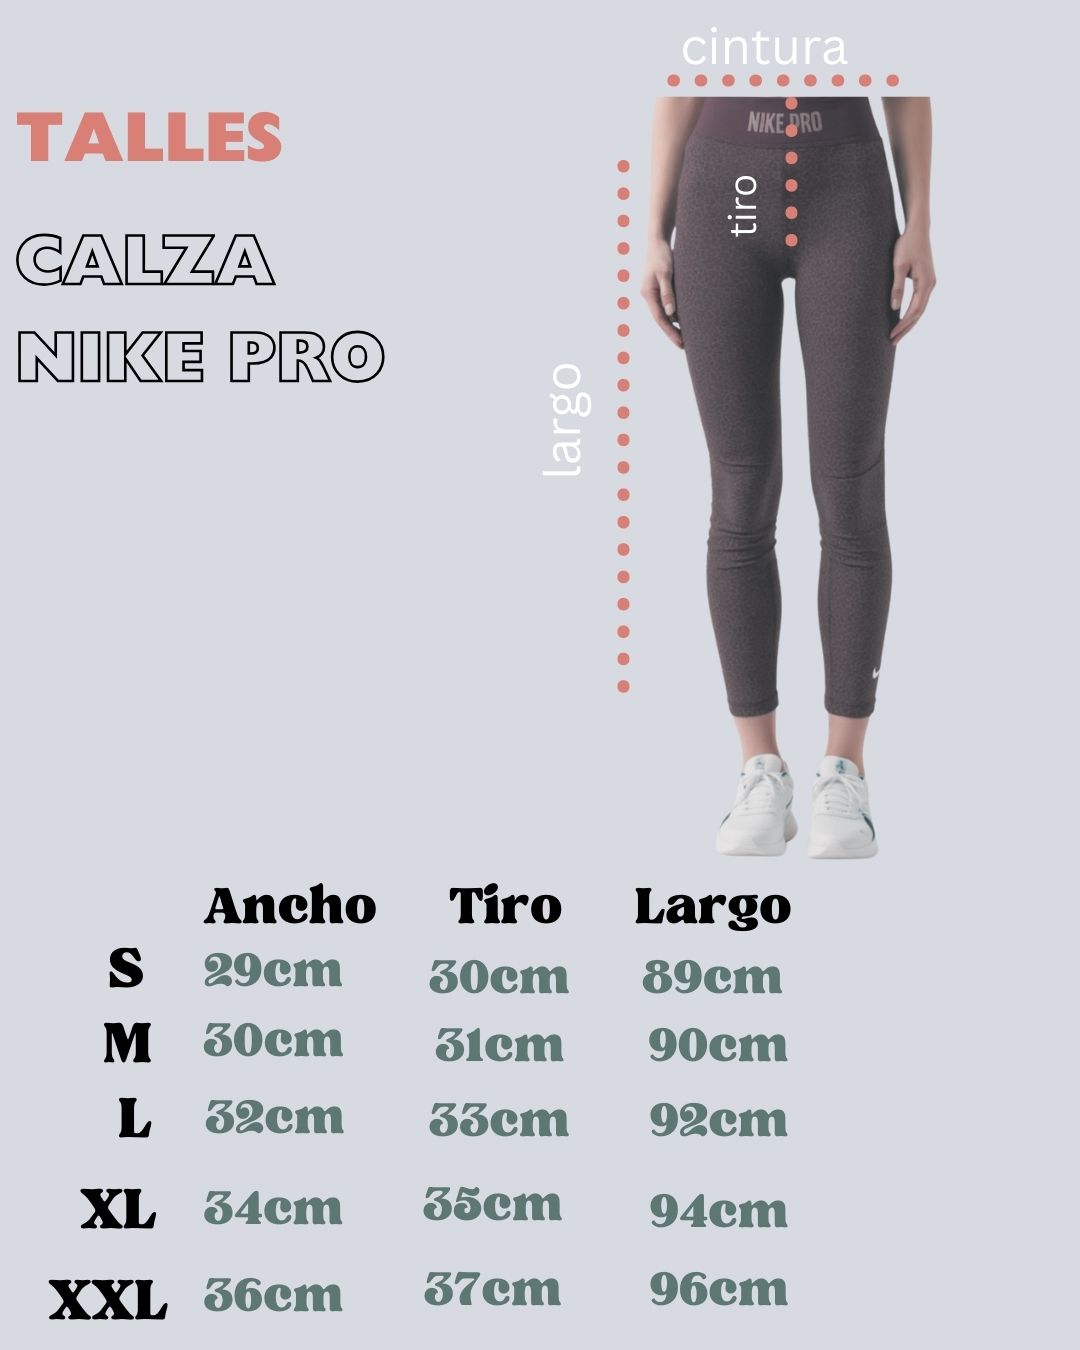 cintura
TALLES
NIKE PRO
tiro
CALZA
NIKE PRO
largo
Ancho Tiro Largo
S 29cm 30cm 89cm
M 30cm 31cm 90cm
L 32cm 33cm 92cm
XL 34cm 35cm 94cm
XXL 36cm 37cm 96cm